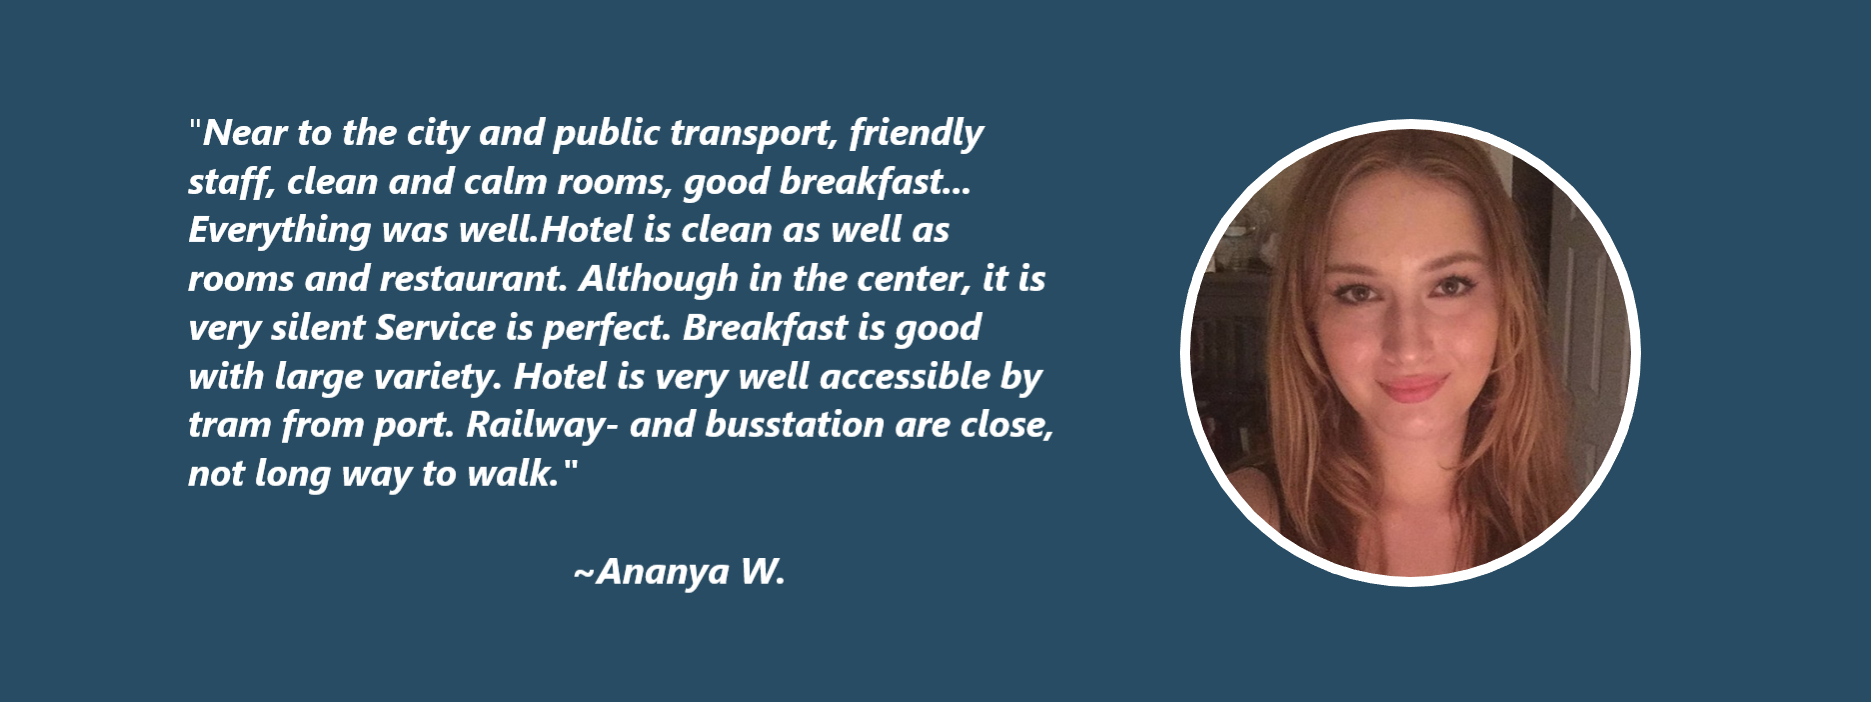 "Near to the city and public transport, friendly
staff, clean and calm rooms, good breakfast...
Everything was well.Hotel is clean as well as
rooms and restaurant. Although in the center, it is
very silent Service is perfect. Breakfast is good
with large variety. Hotel is very well accessible by
tram from port. Railway- and busstation are close,
not long way to walk."
~Ananya W.